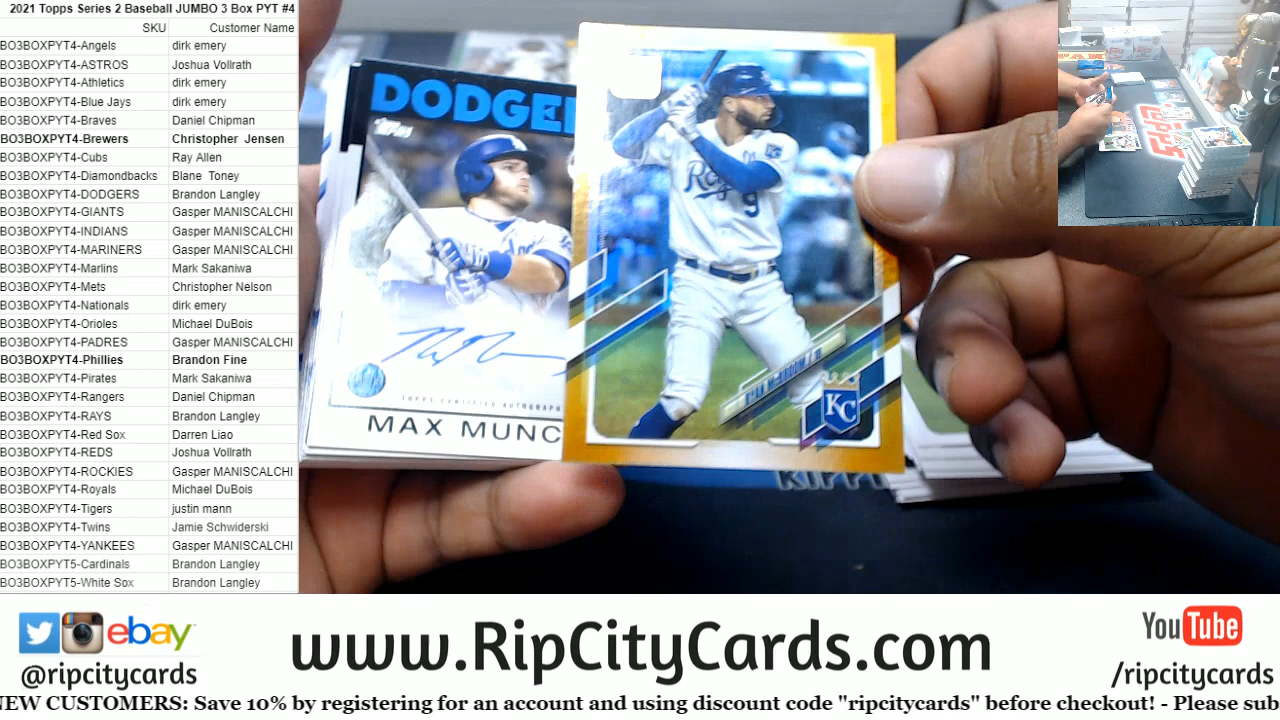 2021 Topps Series 2 Baseball JUMBO 3 Box PYT #4
SKU Customer Name
BO3BOXPYT4-Angels dirk emery
BO3BOXPYT4-ASTROS Joshua Vollrath
BO3BOXPYT4-Athletics dirk emery
BO3BOXPYT4-Blue Jays dirk emery
BO3BOXPYT4-Braves Daniel Chipman
BO3BOXPYT4-Brewers Christopher Jensen
BO3BOXPYT4-Cubs Ray Allen
BO3BOXPYT4-Diamondbacks Blane Toney
BO3BOXPYT4-DODGERS Brandon Langley
BO3BOXPYT4-GIANTS Gasper MANISCALCHI
BO3BOXPYT4-INDIANS Gasper MANISCALCHI
BO3BOXPYT4-MARINERS Gasper MANISCALCHI
BO3BOXPYT4-Marlins Mark Sakaniwa
BO3BOXPYT4-Mets Christopher Nelson
BO3BOXPYT4-Nationals dirk emery
BO3BOXPYT4-Orioles Michael DuBois
BO3BOXPYT4-PADRES Gasper MANISCALCHI
BO3BOXPYT4-Phillies Brandon Fine
BO3BOXPYT4-Pirates Mark Sakaniwa
BO3BOXPYT4-Rangers Daniel Chipman
BO3BOXPYT4-RAYS Brandon Langley
BO3BOXPYT4-Red Sox Darren Liao
BO3BOXPYT4-REDS Joshua Vollrath
BO3BOXPYT4-ROCKIES Gasper MANISCALCHI
BO3BOXPYT4-Royals Michael DuBois
BO3BOXPYT4-Tigers justin mann
BO3BOXPYT4-Twins Jamie Schwiderski
BO3BOXPYT4-YANKEES Gasper MANISCALCHI
BO3BOXPYT5-Cardinals Brandon Langley
BO3BOXPYT5-White Sox Brandon Langley
DODGE
Topps
TOPPS CERTIFIED AUTOGRAPH
MAX MUNC
Ro
9
KC
ebay
@ripcitycards
www.RipCityCards.com
YouTube
/ripcitycards
NEW CUSTOMERS: Save 10% by registering for an account and using discount code "ripcitycards" before checkout! - Please sub